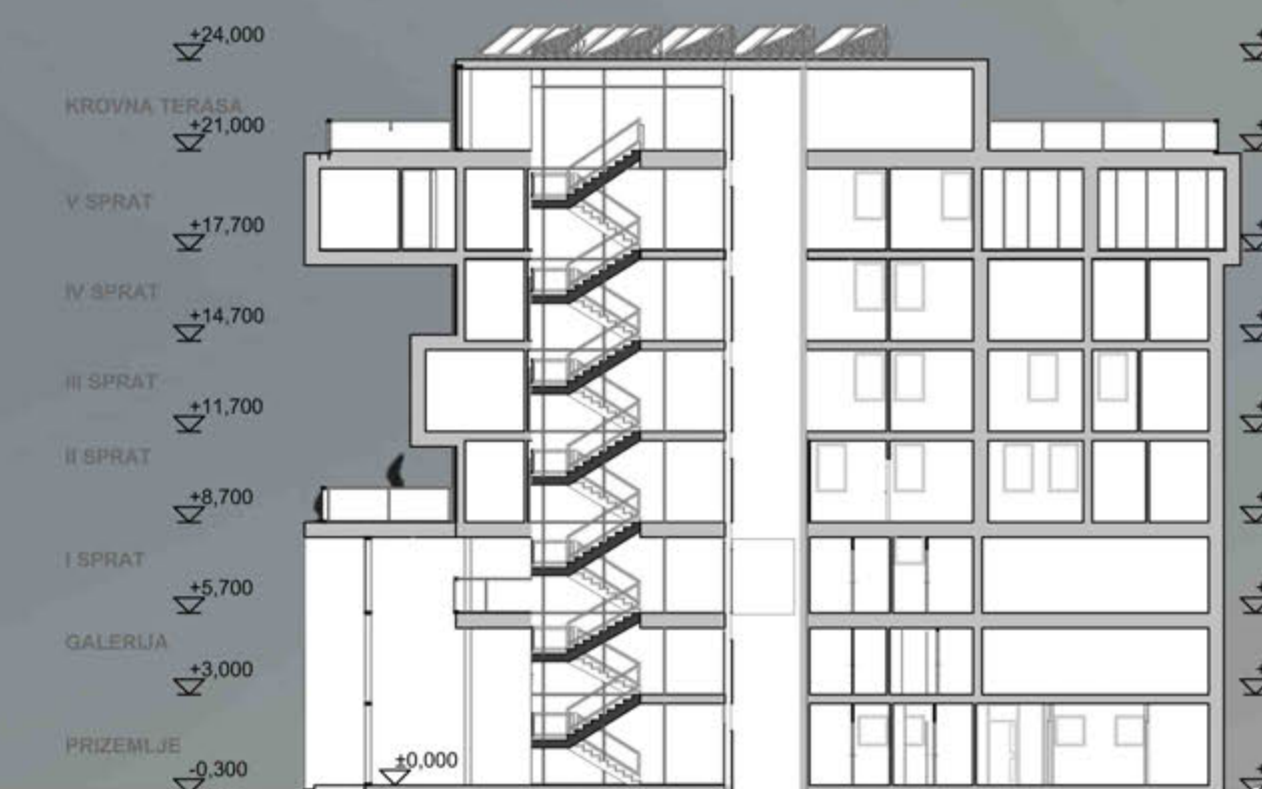 +24,000
KROVNA TERASA
+21,000
V SPRAT
+17,700
IV SPRAT
+14,700
III SPRAT
+11,700
II SPRAT
+8,700
I SPRAT
+5,700
GALERIJA
+3,000
PRIZEMLJE
±0,000
-0,300